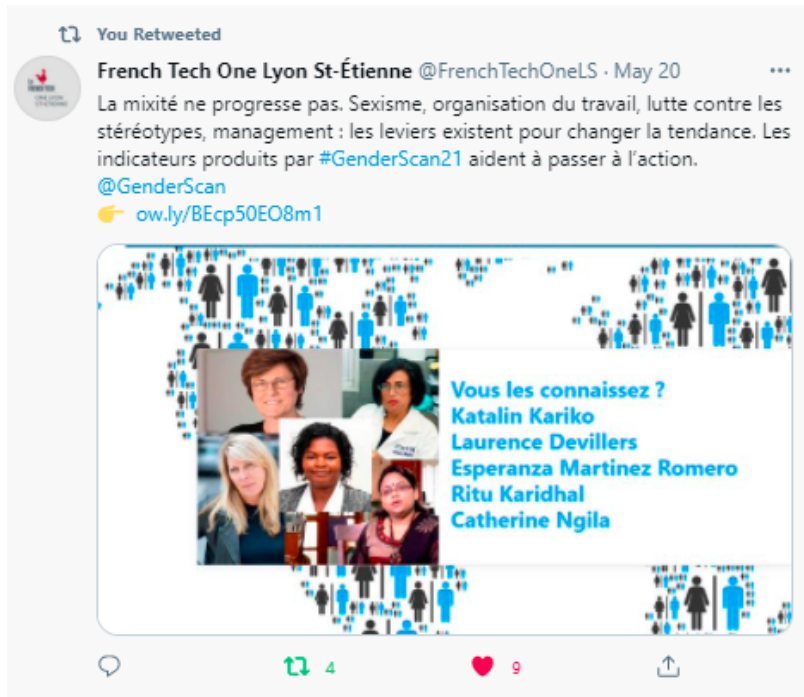 You Retweeted
French Tech One Lyon St-Étienne @FrenchTechOneLS · May 20
La mixité ne progresse pas. Sexisme, organisation du travail, lutte contre les
stéréotypes, management : les leviers existent pour changer la tendance. Les
indicateurs produits par #GenderScan21 aident à passer à l'action.
@GenderScan
👉 ow.ly/BEcp50EO8m1
Vous les connaissez ?
Katalin Kariko
Laurence Devillers
Esperanza Martinez Romero
Ritu Karidhal
Catherine Ngila
4
9